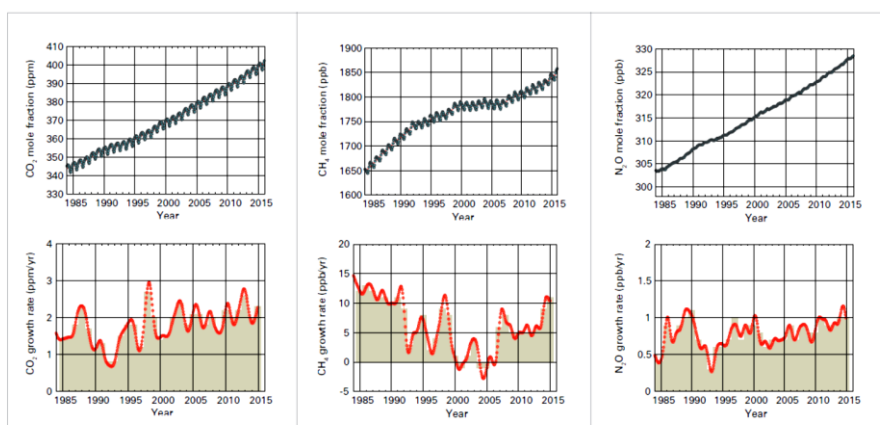 410
400
390
380
370
360
350
340
330
CO2 mole fraction (ppm)
1985 1990 1995 2000 2005 2010 2015
Year
1900
1850
1800
1750
1700
1650
1600
CH4 mole fraction (ppb)
1985 1990 1995 2000 2005 2010 2015
Year
330
325
320
315
310
305
300
N2O mole fraction (ppb)
1985 1990 1995 2000 2005 2010 2015
Year
4
3
2
1
0
CO2 growth rate (ppm/yr)
1985 1990 1995 2000 2005 2010 2015
Year
20
15
10
5
0
-5
CH4 growth rate (ppb/yr)
1985 1990 1995 2000 2005 2010 2015
Year
2
1.5
1
0.5
0
N2O growth rate (ppb/yr)
1985 1990 1995 2000 2005 2010 2015
Year